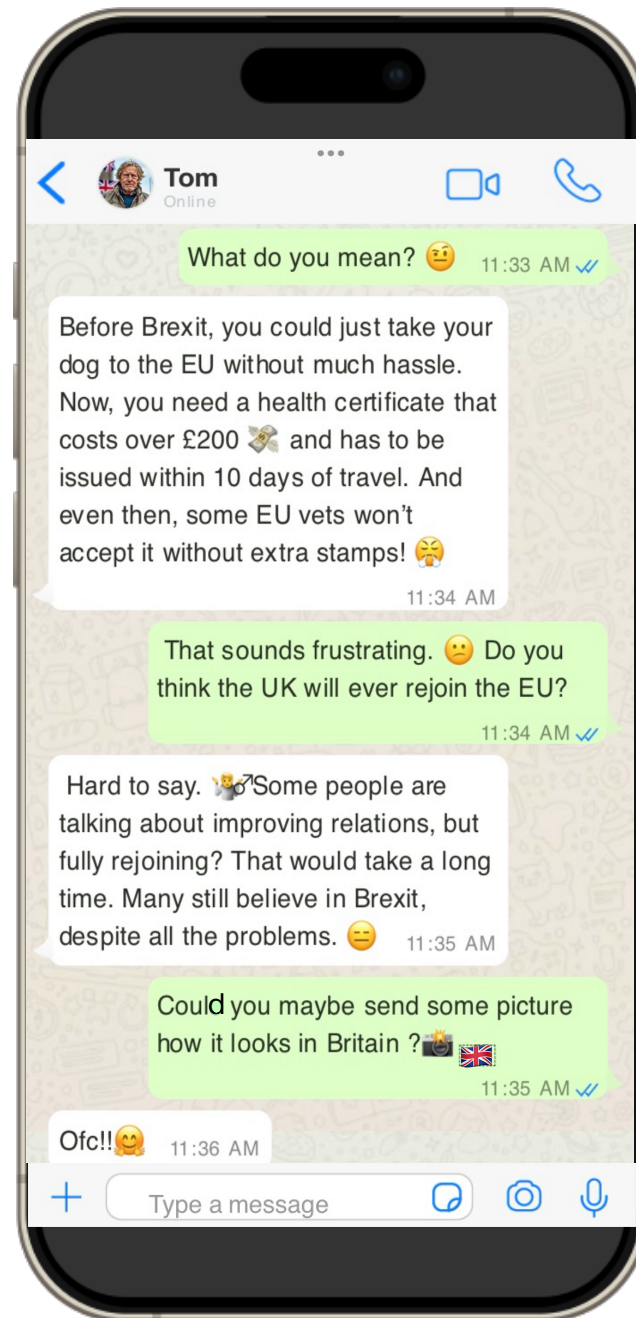 Tom
Online
What do you mean? 🤨 11:33 AM
Before Brexit, you could just take your
dog to the EU without much hassle.
Now, you need a health certificate that
costs over £200 💸 and has to be
issued within 10 days of travel. And
even then, some EU vets won't
accept it without extra stamps! 😤
11:34 AM
That sounds frustrating. 😕 Do you
think the UK will ever rejoin the EU?
11:34 AM
Hard to say. 🤷♂Some people are
talking about improving relations, but
fully rejoining? That would take a long
time. Many still believe in Brexit,
despite all the problems. 😑 11:35 AM
Could you maybe send some picture
how it looks in Britain ?📸 🇬🇧
11:35 AM
Ofc!!🤗 11:36 AM
Type a message